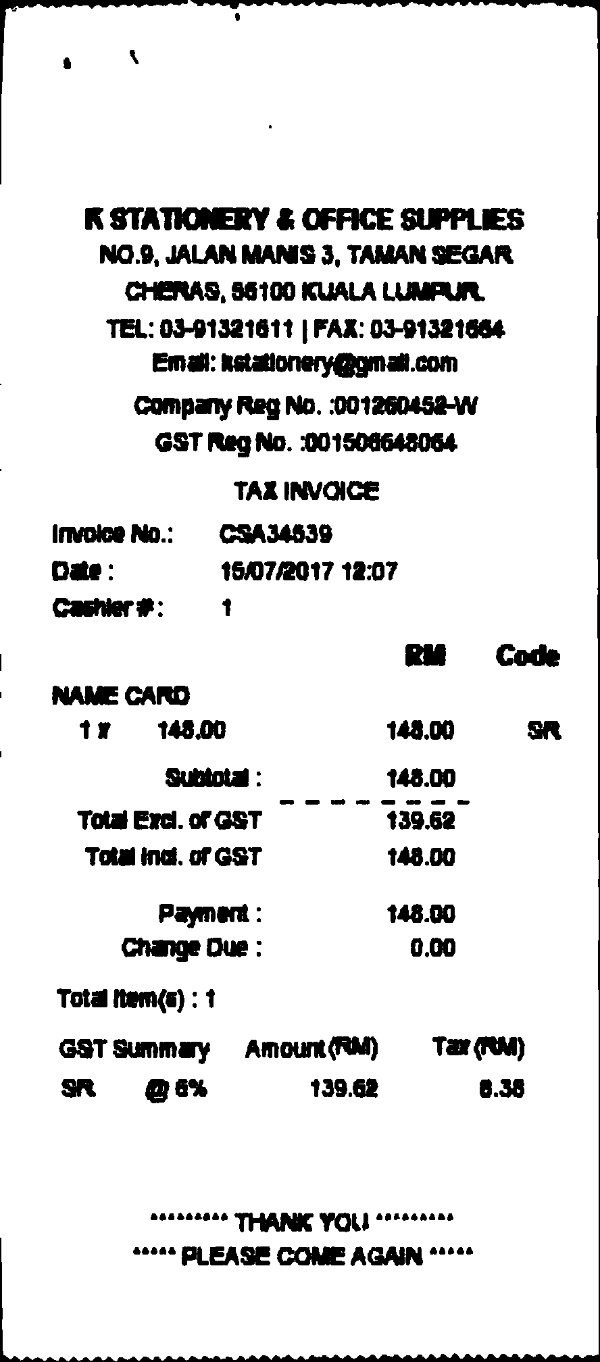 K STATIONERY & OFFICE SUPPLIES
NO.9, JALAN MANIS 3, TAMAN SEGAR
CHERAS, 56100 KUALA LUMPUR.
TEL: 03-91321611 | FAX: 03-91321664
Email: kstationery@gmail.com
Company Reg No. :001260452-W
GST Reg No. :001506648064
TAX INVOICE
Invoice No.: CSA34539
Date : 15/07/2017 12:07
Cashier # : 1
RM Code
NAME CARD
1 x 148.00 148.00 SR
Subtotal : 148.00
Total Excl. of GST 139.62
Total Incl. of GST 148.00
Payment : 148.00
Change Due : 0.00
Total Item(s) : 1
GST Summary Amount(RM) Tax (RM)
SR @ 6% 139.62 8.38
********* THANK YOU *********
***** PLEASE COME AGAIN *****